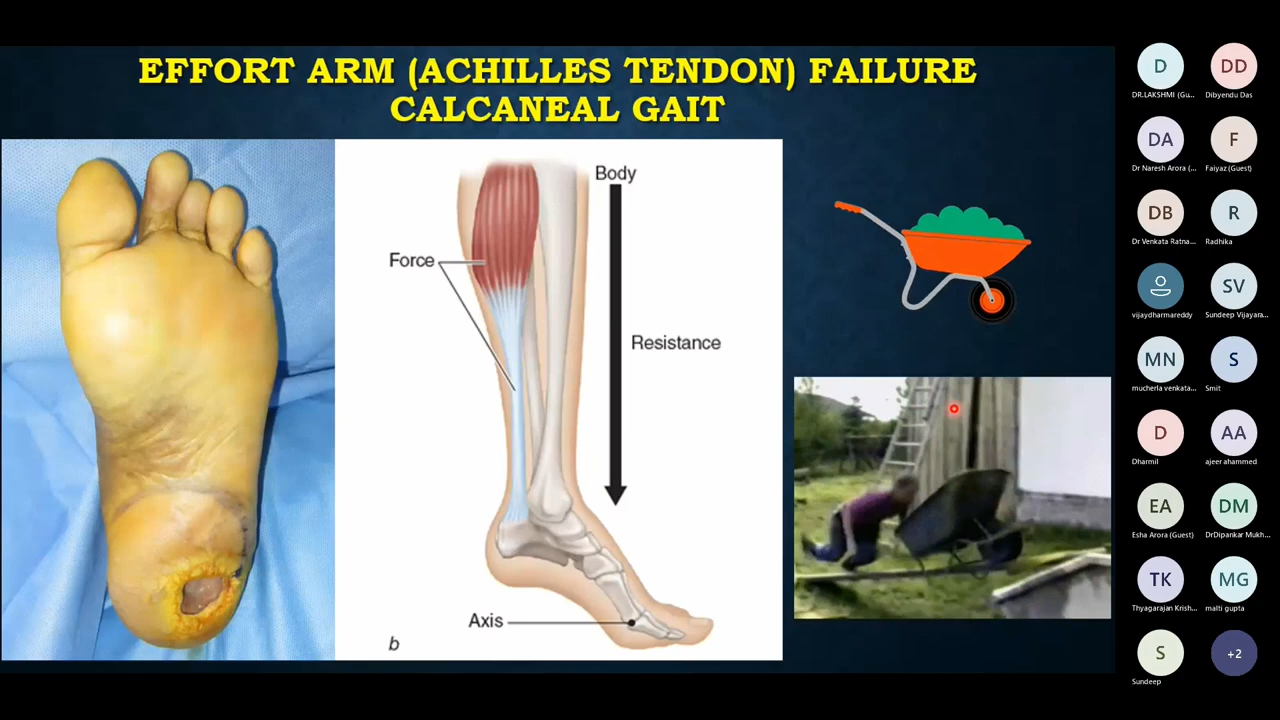 EFFORT ARM (ACHILLES TENDON) FAILURE
CALCANEAL GAIT
Body
Force
Resistance
Axis
b
D
DR.LAKSHMI (Gu...
DD
Dibyendu Das
DA
Dr Naresh Arora (...
F
Faiyaz (Guest)
DB
Dr Venkata Ratna...
R
Radhika
vijaydharmareddy
SV
Sundeep Vijayara...
MN
mucherla venkata...
S
Smit
D
Dharmil
AA
ajeer ahammed
EA
Esha Arora (Guest)
DM
DrDipankar Mukh...
TK
Thyagarajan Krish...
MG
malti gupta
S
Sundeep
+2